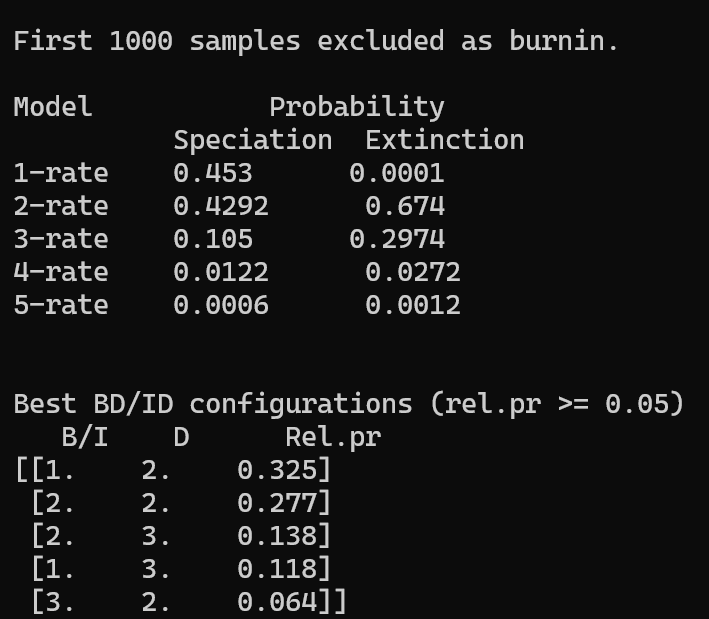 First 1000 samples excluded as burnin.
Model           Probability
          Speciation  Extinction
1-rate    0.453      0.0001
2-rate    0.4292      0.674
3-rate    0.105      0.2974
4-rate    0.0122      0.0272
5-rate    0.0006      0.0012
Best BD/ID configurations (rel.pr >= 0.05)
   B/I    D      Rel.pr
[[1.    2.    0.325]
 [2.    2.    0.277]
 [2.    3.    0.138]
 [1.    3.    0.118]
 [3.    2.    0.064]]